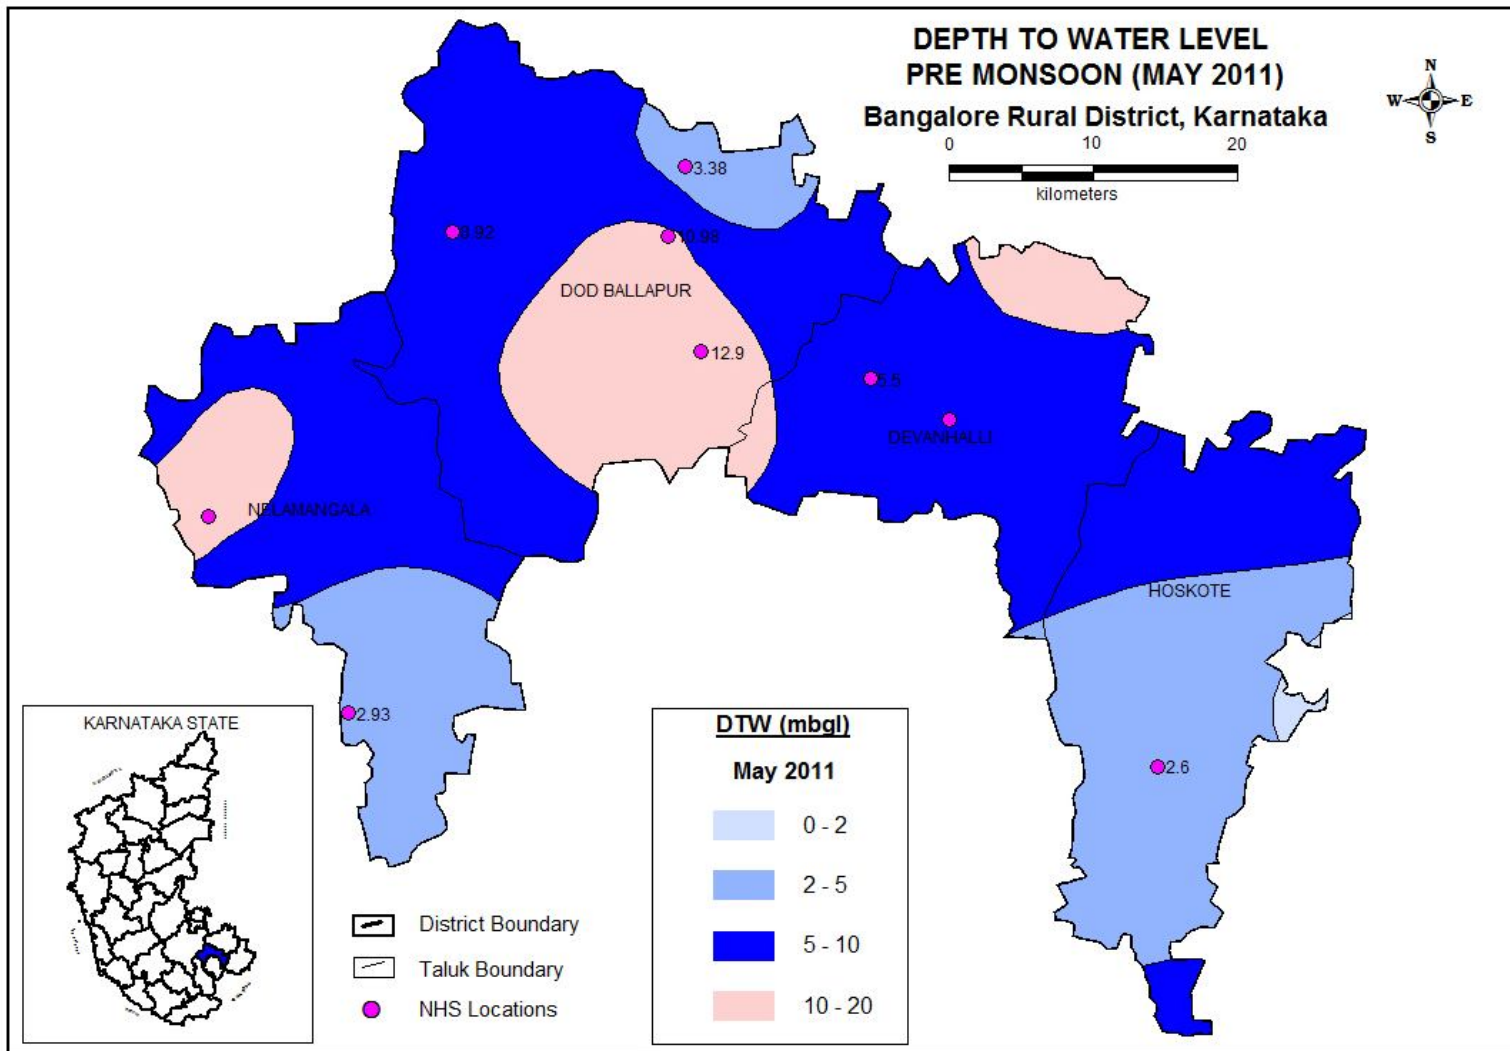 DEPTH TO WATER LEVEL
PRE MONSOON (MAY 2011)
Bangalore Rural District, Karnataka
0 10 20
kilometers
N
W E
S
3.38
10.98
DOD BALLAPUR
12.9
5.5
DEVANHALLI
NELAMANGALA
HOSKOTE
2.93
2.6
KARNATAKA STATE
DTW (mbgl)
May 2011
0 - 2
2 - 5
5 - 10
10 - 20
District Boundary
Taluk Boundary
NHS Locations